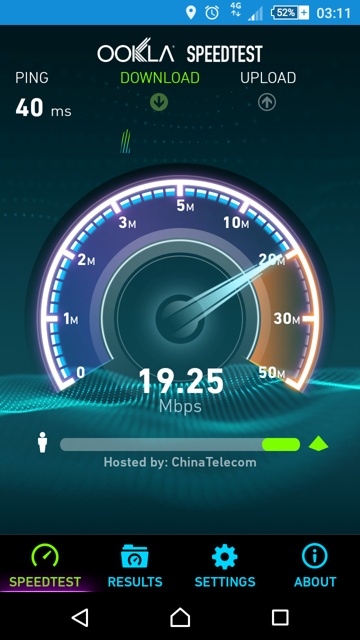 4G
52%
03:11
OOKLA SPEEDTEST
PING DOWNLOAD UPLOAD
40 ms
5M
3M 10M
2M 20M
1M 30M
0 50M
19.25
Mbps
Hosted by: ChinaTelecom
SPEEDTEST RESULTS SETTINGS ABOUT